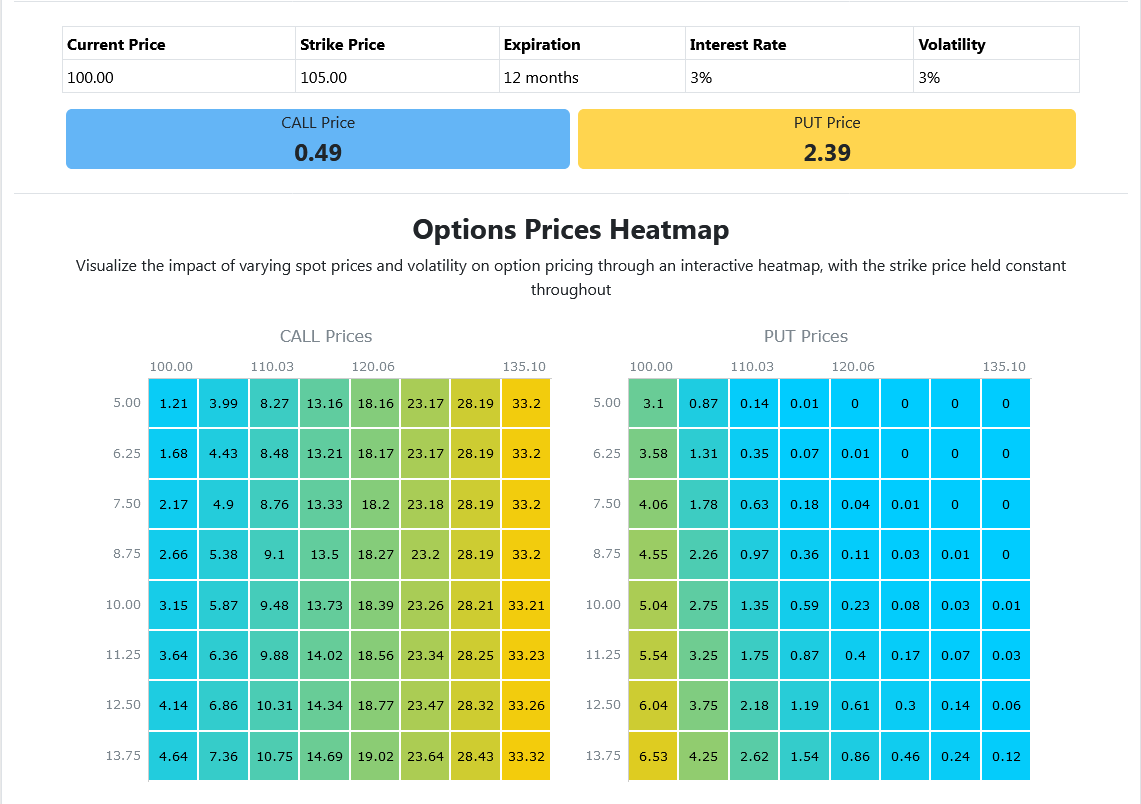 Current Price Strike Price Expiration Interest Rate Volatility
100.00 105.00 12 months 3% 3%
CALL Price PUT Price
0.49 2.39
Options Prices Heatmap
Visualize the impact of varying spot prices and volatility on option pricing through an interactive heatmap, with the strike price held constant
throughout
CALL Prices
100.00 110.03 120.06 135.10
5.00 1.21 3.99 8.27 13.16 18.16 23.17 28.19 33.2
6.25 1.68 4.43 8.48 13.21 18.17 23.17 28.19 33.2
7.50 2.17 4.9 8.76 13.33 18.2 23.18 28.19 33.2
8.75 2.66 5.38 9.1 13.5 18.27 23.2 28.19 33.2
10.00 3.15 5.87 9.48 13.73 18.39 23.26 28.21 33.21
11.25 3.64 6.36 9.88 14.02 18.56 23.34 28.25 33.23
12.50 4.14 6.86 10.31 14.34 18.77 23.47 28.32 33.26
13.75 4.64 7.36 10.75 14.69 19.02 23.64 28.43 33.32
PUT Prices
100.00 110.03 120.06 135.10
5.00 3.1 0.87 0.14 0.01 0 0 0 0
6.25 3.58 1.31 0.35 0.07 0.01 0 0 0
7.50 4.06 1.78 0.63 0.18 0.04 0.01 0 0
8.75 4.55 2.26 0.97 0.36 0.11 0.03 0.01 0
10.00 5.04 2.75 1.35 0.59 0.23 0.08 0.03 0.01
11.25 5.54 3.25 1.75 0.87 0.4 0.17 0.07 0.03
12.50 6.04 3.75 2.18 1.19 0.61 0.3 0.14 0.06
13.75 6.53 4.25 2.62 1.54 0.86 0.46 0.24 0.12